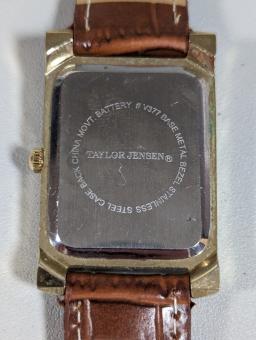 CHINA MOVT. BATTERY # V377 BASE METAL BEZEL STAINLESS STEEL CASE BACK,
TAYLOR JENSEN®